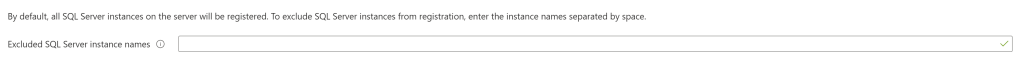 By default, all SQL Server instances on the server will be registered. To exclude SQL Server instances from registration, enter the instance names separated by space.
Excluded SQL Server instance names